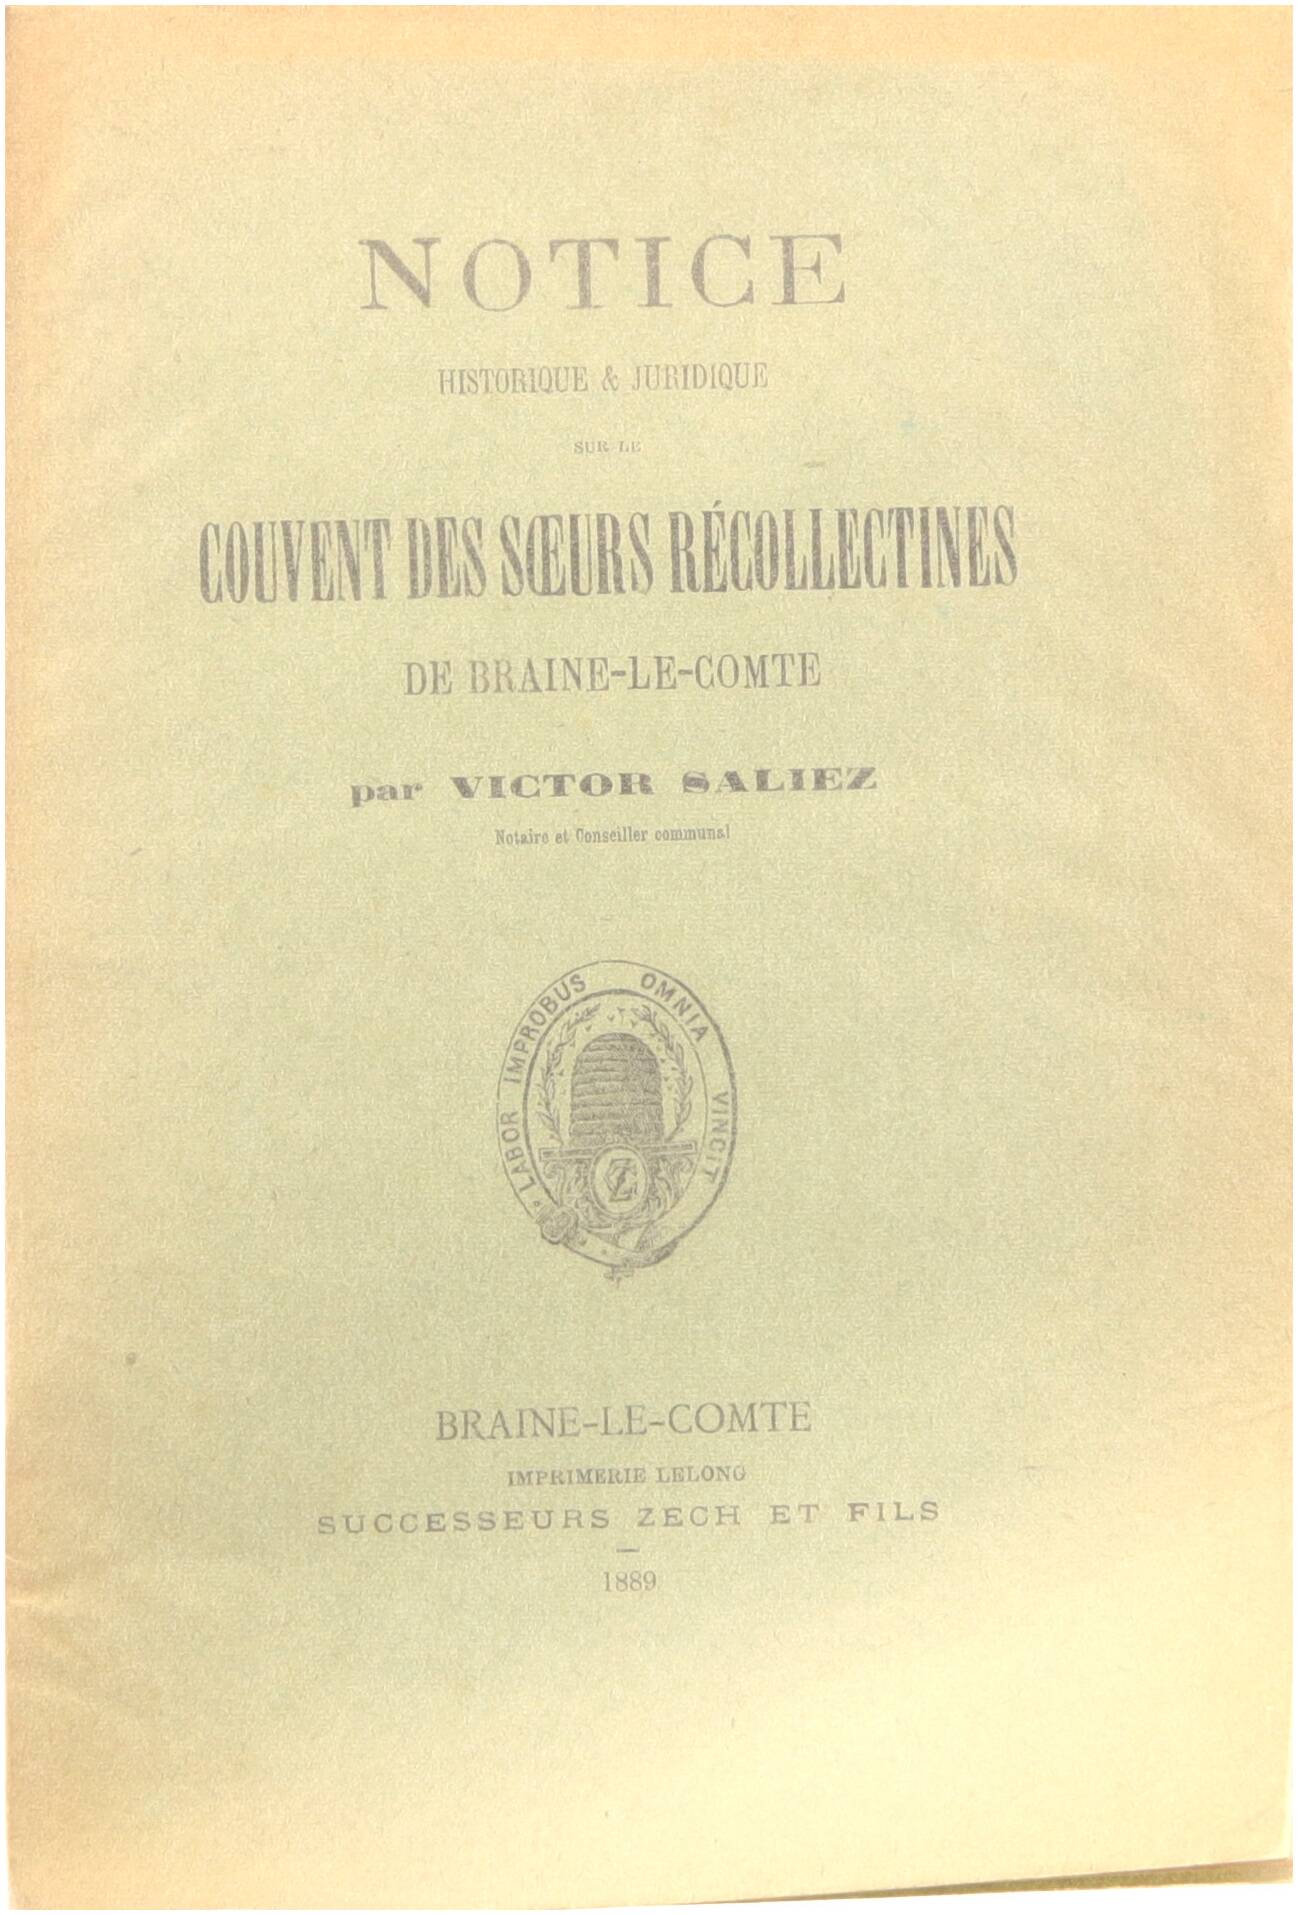 NOTICE
HISTORIQUE & JURIDIQUE
SUR LE
COUVENT DES SŒURS RÉCOLLECTINES
DE BRAINE-LE-COMTE
par VICTOR SALIEZ
Notaire et Conseiller communal
LABOR IMPROBUS OMNIA VINCIT
BRAINE-LE-COMTE
IMPRIMERIE LELONG
SUCCESSEURS ZECH ET FILS
1889